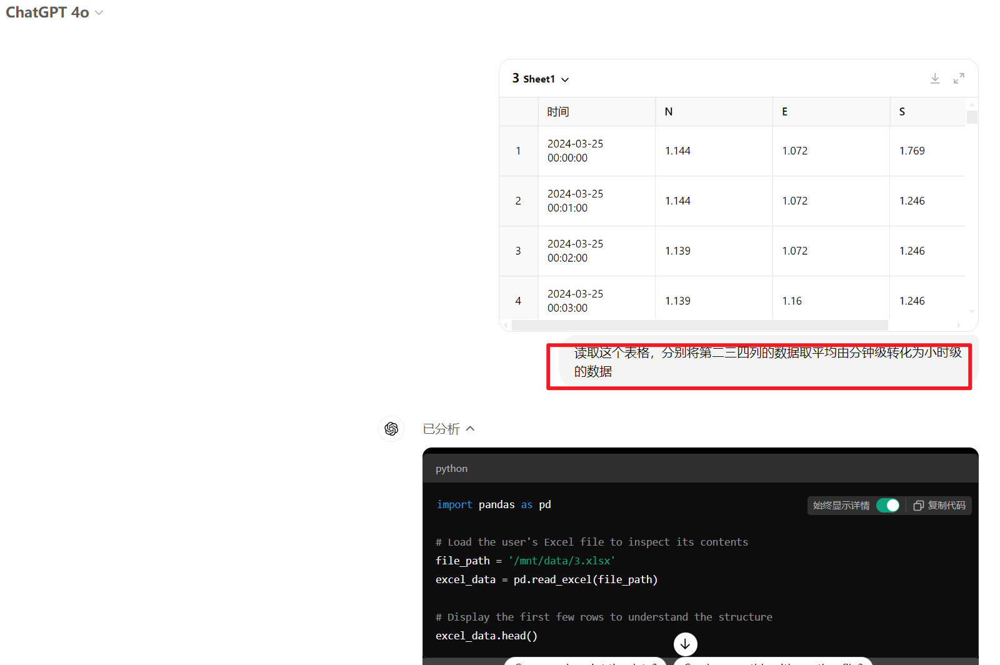 ChatGPT 4o
3 Sheet1
时间 N E S
1 2024-03-25 00:00:00 1.144 1.072 1.769
2 2024-03-25 00:01:00 1.144 1.072 1.246
3 2024-03-25 00:02:00 1.139 1.072 1.246
4 2024-03-25 00:03:00 1.139 1.16 1.246
读取这个表格，分别将第二三四列的数据取平均由分钟级转化为小时级
的数据
已分析
python
始终显示详情 复制代码
import pandas as pd
# Load the user's Excel file to inspect its contents
file_path = '/mnt/data/3.xlsx'
excel_data = pd.read_excel(file_path)
# Display the first few rows to understand the structure
excel_data.head()